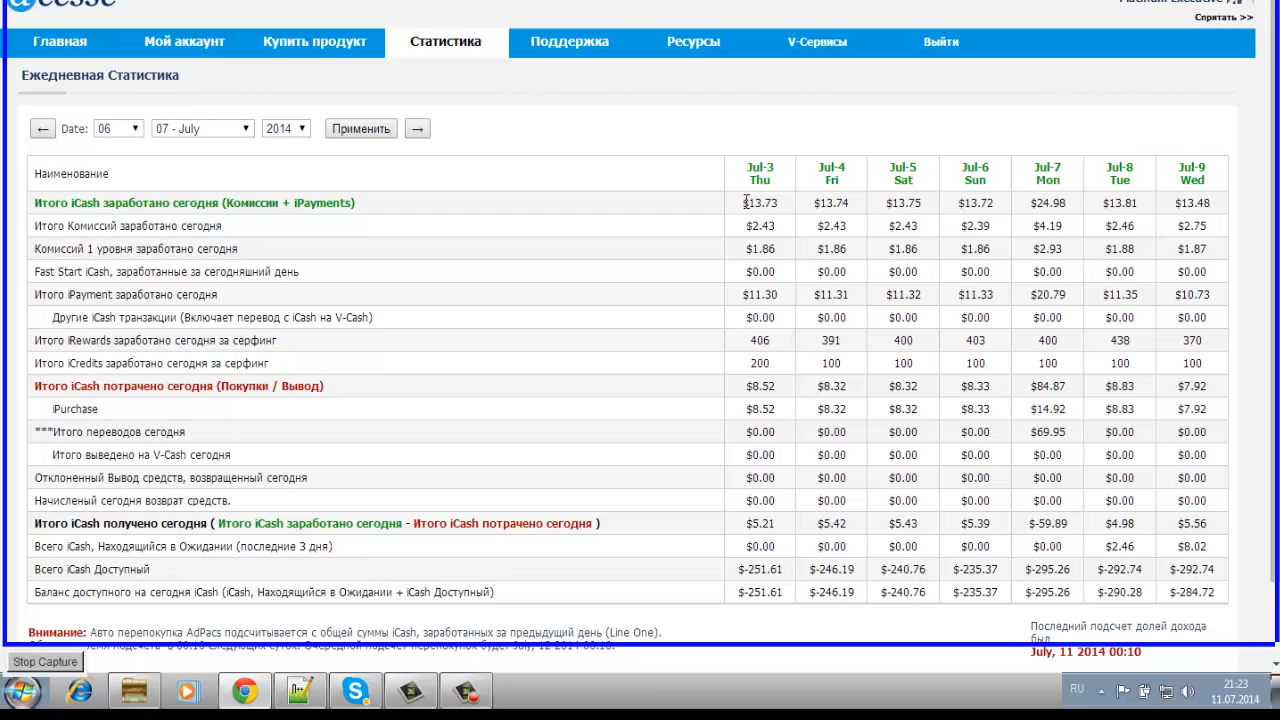 Platinum Executive
Спрятать >>
Главная Мой аккаунт Купить продукт Статистика Поддержка Ресурсы V-Сервисы Выйти
Ежедневная Статистика
← Date: 06 07 - July 2014 Применить →
Наименование Jul-3 Thu Jul-4 Fri Jul-5 Sat Jul-6 Sun Jul-7 Mon Jul-8 Tue Jul-9 Wed
Итого iCash заработано сегодня (Комиссии + iPayments) $13.73 $13.74 $13.75 $13.72 $24.98 $13.81 $13.48
Итого Комиссий заработано сегодня $2.43 $2.43 $2.43 $2.39 $4.19 $2.46 $2.75
Комиссий 1 уровня заработано сегодня $1.86 $1.86 $1.86 $1.86 $2.93 $1.88 $1.87
Fast Start iCash, заработанные за сегодняшний день $0.00 $0.00 $0.00 $0.00 $0.00 $0.00 $0.00
Итого iPayment заработано сегодня $11.30 $11.31 $11.32 $11.33 $20.79 $11.35 $10.73
Другие iCash транзакции (Включает перевод с iCash на V-Cash) $0.00 $0.00 $0.00 $0.00 $0.00 $0.00 $0.00
Итого iRewards заработано сегодня за серфинг 406 391 400 403 400 438 370
Итого iCredits заработано сегодня за серфинг 200 100 100 100 100 100 100
Итого iCash потрачено сегодня (Покупки / Вывод) $8.52 $8.32 $8.32 $8.33 $84.87 $8.83 $7.92
iPurchase $8.52 $8.32 $8.32 $8.33 $14.92 $8.83 $7.92
***Итого переводов сегодня $0.00 $0.00 $0.00 $0.00 $69.95 $0.00 $0.00
Итого выведено на V-Cash сегодня $0.00 $0.00 $0.00 $0.00 $0.00 $0.00 $0.00
Отклоненный Вывод средств, возвращенный сегодня $0.00 $0.00 $0.00 $0.00 $0.00 $0.00 $0.00
Начисленый сегодня возврат средств. $0.00 $0.00 $0.00 $0.00 $0.00 $0.00 $0.00
Итого iCash получено сегодня ( Итого iCash заработано сегодня - Итого iCash потрачено сегодня ) $5.21 $5.42 $5.43 $5.39 $-59.89 $4.98 $5.56
Всего iCash, Находящийся в Ожидании (последние 3 дня) $0.00 $0.00 $0.00 $0.00 $0.00 $2.46 $8.02
Всего iCash Доступный $-251.61 $-246.19 $-240.76 $-235.37 $-295.26 $-292.74 $-292.74
Баланс доступного на сегодня iCash (iCash, Находящийся в Ожидании + iCash Доступный) $-251.61 $-246.19 $-240.76 $-235.37 $-295.26 $-290.28 $-284.72
Внимание: Авто перепокупка AdPacs подсчитывается с общей суммы iCash, заработанных за предыдущий день (Line One).
в 00:10 следующих суток. Очередной подсчет перепокупок будет July, 12 2014 00:10.
Последний подсчет долей дохода
был
July, 11 2014 00:10
Stop Capture
RU 21:23
11.07.2014